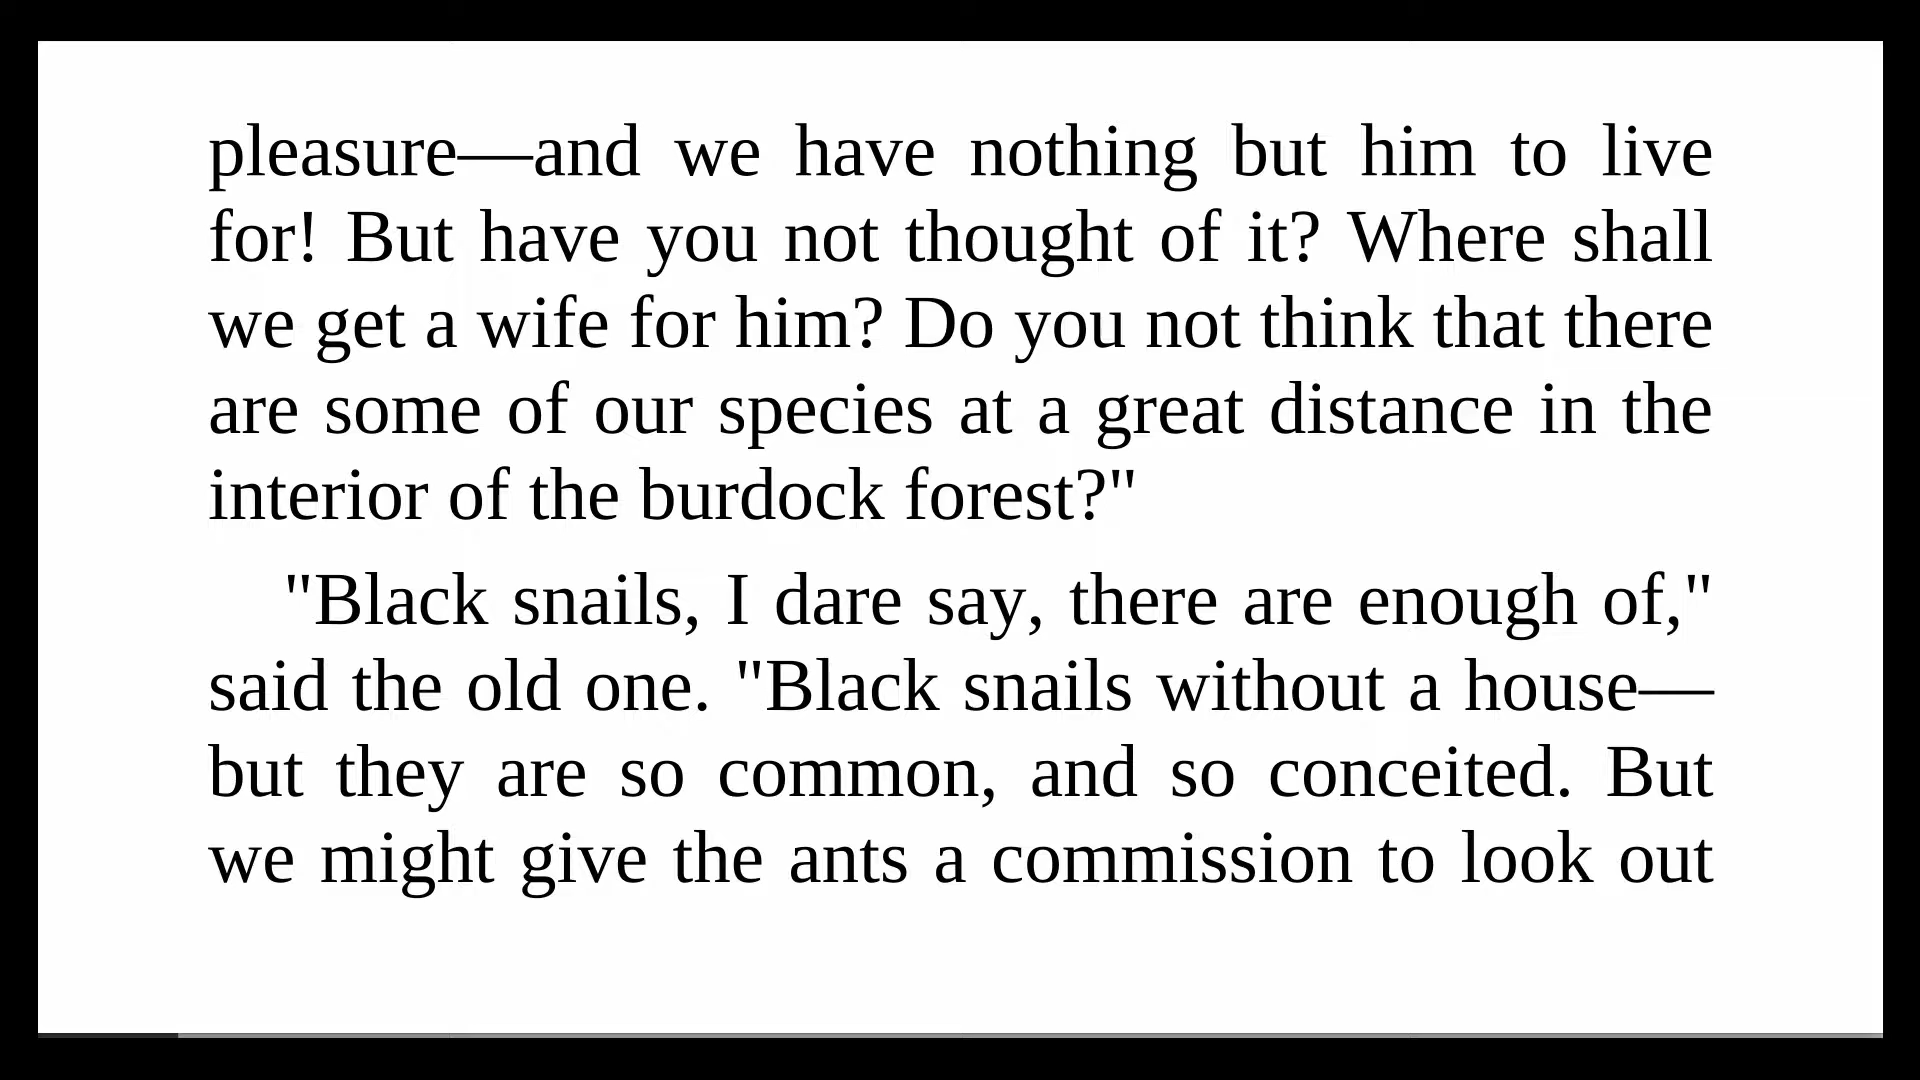 pleasure—and we have nothing but him to live
for! But have you not thought of it? Where shall
we get a wife for him? Do you not think that there
are some of our species at a great distance in the
interior of the burdock forest?"
"Black snails, I dare say, there are enough of,"
said the old one. "Black snails without a house—
but they are so common, and so conceited. But
we might give the ants a commission to look out